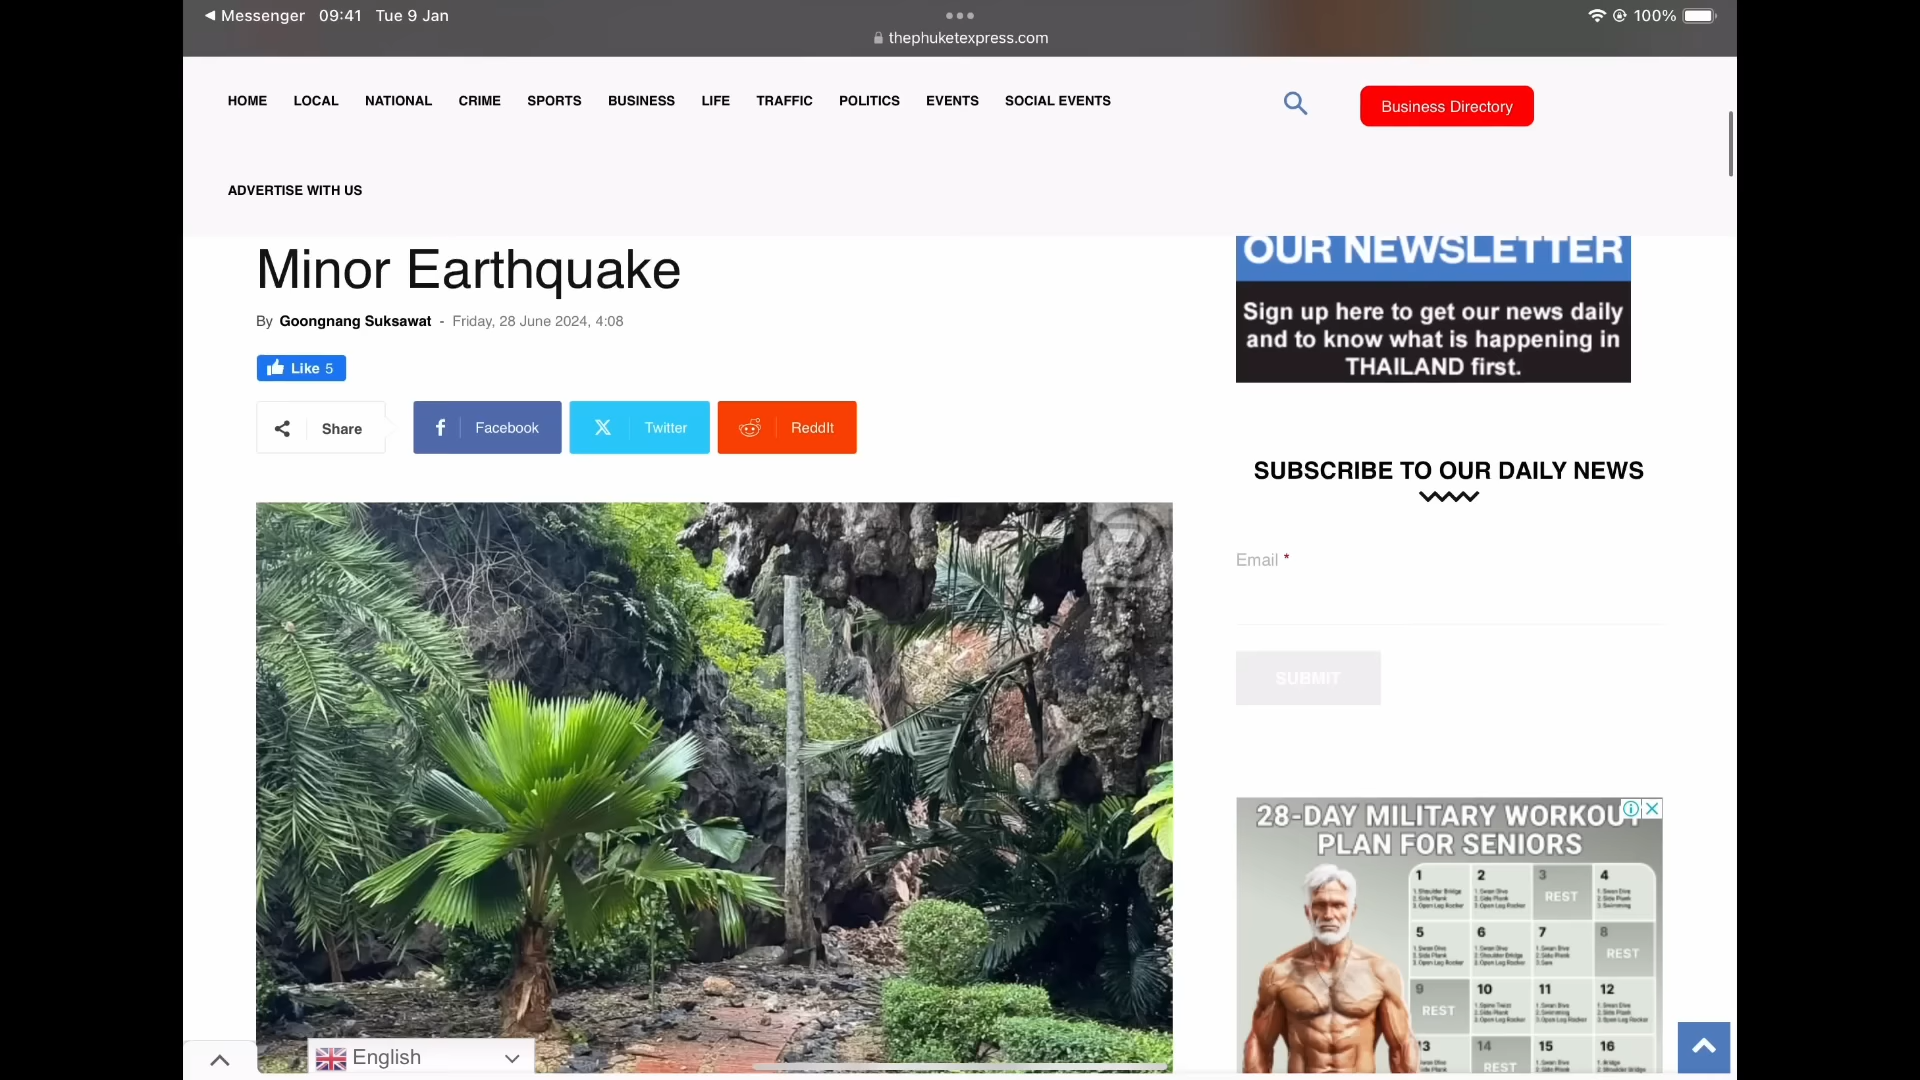 Messenger 09:41 Tue 9 Jan
100%
thephuketexpress.com
HOME LOCAL NATIONAL CRIME SPORTS BUSINESS LIFE TRAFFIC POLITICS EVENTS SOCIAL EVENTS
Business Directory
ADVERTISE WITH US
Minor Earthquake
By Goongnang Suksawat - Friday, 28 June 2024, 4:08
Like 5
Share Facebook Twitter ReddIt
English
OUR NEWSLETTER
Sign up here to get our news daily
and to know what is happening in
THAILAND first.
SUBSCRIBE TO OUR DAILY NEWS
Email *
SUBMIT
28-DAY MILITARY WORKOUT
PLAN FOR SENIORS
1 2 3 4
REST
5 6 7 8
REST
9 10 11 12
REST
13 14 15 16
REST